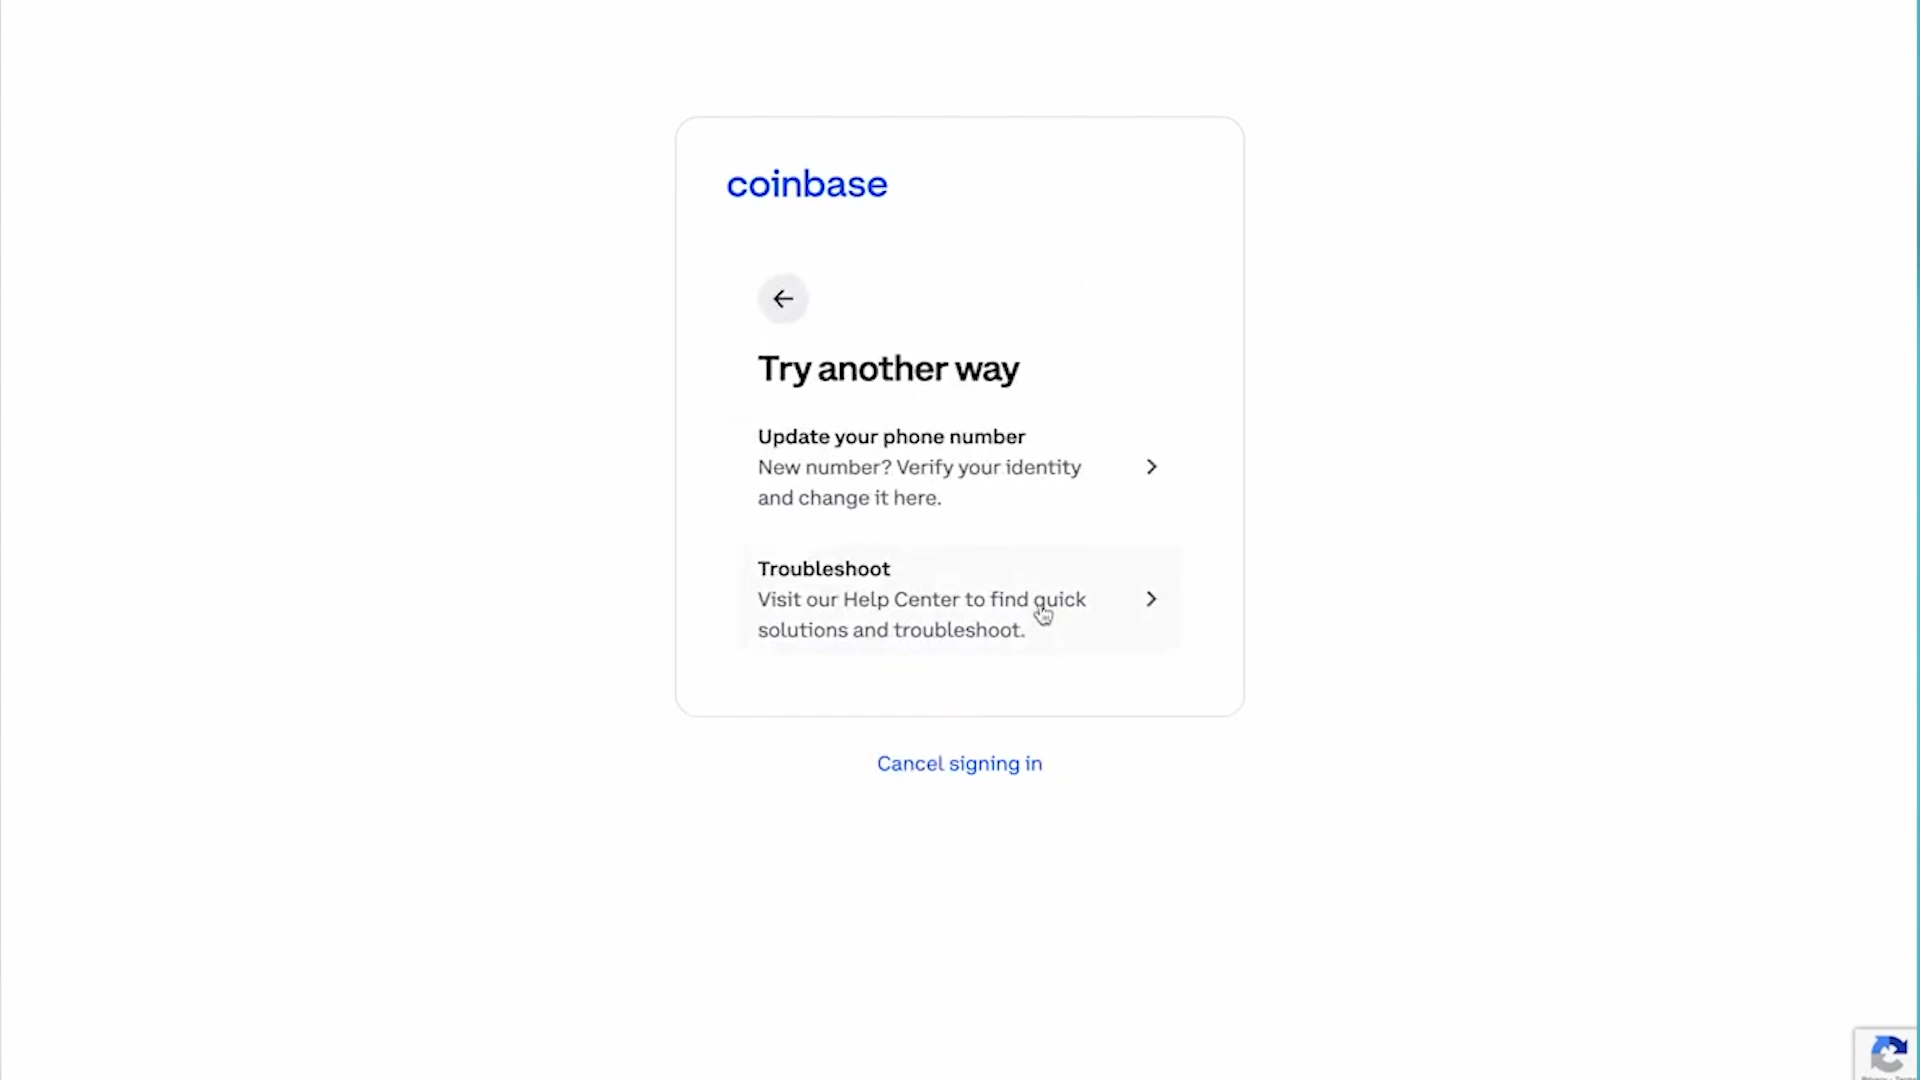 coinbase
Try another way
Update your phone number
New number? Verify your identity
and change it here.
Troubleshoot
Visit our Help Center to find quick
solutions and troubleshoot.
Cancel signing in